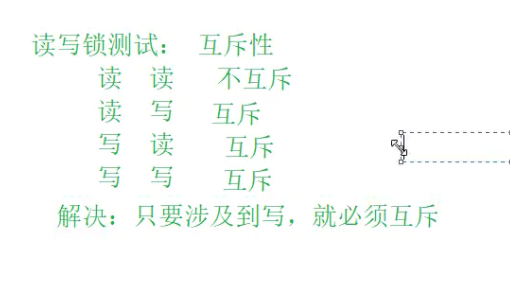 读写锁测试： 互斥性
读 读 不互斥
读 写 互斥
写 读 互斥
写 写 互斥
解决：只要涉及到写，就必须互斥